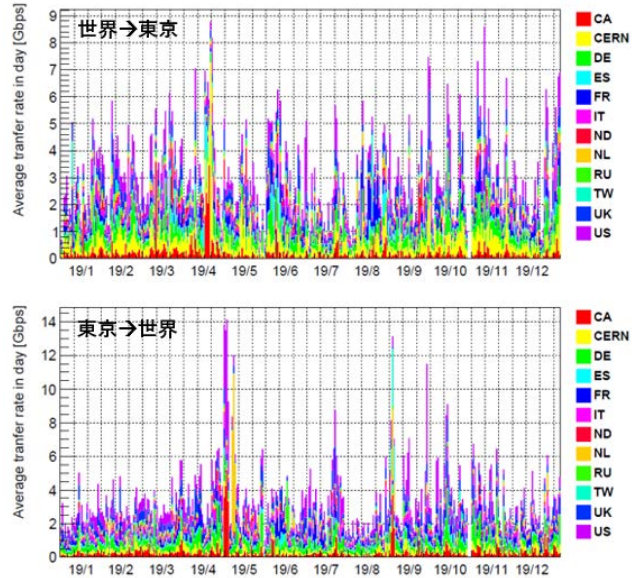 世界→東京
Average tranfer rate in day [Gbps]
9
8
7
6
5
4
3
2
1
0
19/1 19/2 19/3 19/4 19/5 19/6 19/7 19/8 19/9 19/10 19/11 19/12
CA
CERN
DE
ES
FR
IT
ND
NL
RU
TW
UK
US
東京→世界
Average tranfer rate in day [Gbps]
14
12
10
8
6
4
2
0
19/1 19/2 19/3 19/4 19/5 19/6 19/7 19/8 19/9 19/10 19/11 19/12
CA
CERN
DE
ES
FR
IT
ND
NL
RU
TW
UK
US